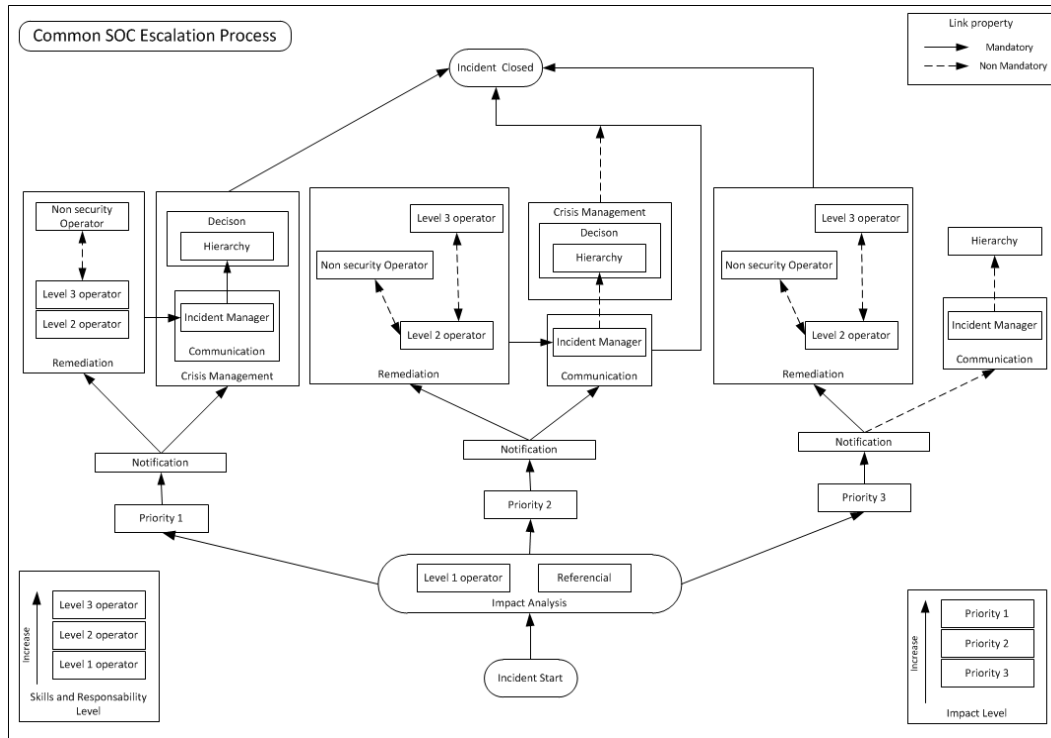 Common SOC Escalation Process
Link property
Mandatory
Non Mandatory
Incident Closed
Non security
Operator
Level 3 operator
Level 2 operator
Remediation
Decison
Hierarchy
Incident Manager
Communication
Crisis Management
Level 3 operator
Non security Operator
Level 2 operator
Remediation
Crisis Management
Decison
Hierarchy
Incident Manager
Communication
Level 3 operator
Non security Operator
Level 2 operator
Remediation
Hierarchy
Incident Manager
Communication
Notification
Notification
Notification
Priority 1
Priority 2
Priority 3
Level 1 operator
Referencial
Impact Analysis
Incident Start
Increase
Level 3 operator
Level 2 operator
Level 1 operator
Skills and Responsability
Level
Increase
Priority 1
Priority 2
Priority 3
Impact Level